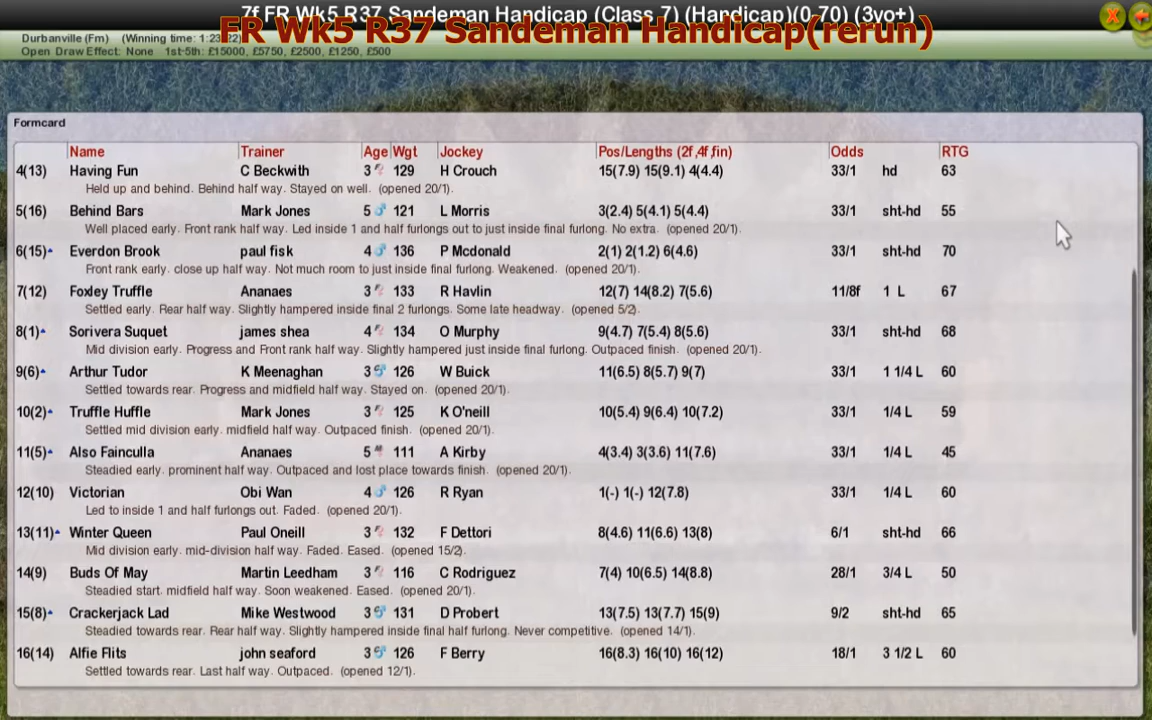 7f FR Wk5 R37 Sandeman Handicap (Class 7) (Handicap)(0-70) (3yo+)
FR Wk5 R37 Sandeman Handicap(rerun)
Durbanville (Fm) (Winning time: 1:23.22)
Open Draw Effect: None 1st-5th: £15000, £5750, £2500, £1250, £500
Formcard
Name Trainer Age Wgt Jockey Pos/Lengths (2f,4f,fin) Odds RTG
4(13) Having Fun C Beckwith 3 129 H Crouch 15(7.9) 15(9.1) 4(4.4) 33/1 hd 63
Held up and behind. Behind half way. Stayed on well. (opened 20/1).
5(16) Behind Bars Mark Jones 5 121 L Morris 3(2.4) 5(4.1) 5(4.4) 33/1 sht-hd 55
Well placed early. Front rank half way. Led inside 1 and half furlongs out to just inside final furlong. No extra. (opened 20/1).
6(15) Everdon Brook paul fisk 4 136 P Mcdonald 2(1) 2(1.2) 6(4.6) 33/1 sht-hd 70
Front rank early. close up half way. Not much room to just inside final furlong. Weakened. (opened 20/1).
7(12) Foxley Truffle Ananaes 3 133 R Havlin 12(7) 14(8.2) 7(5.6) 11/8f 1 L 67
Settled early. Rear half way. Slightly hampered inside final 2 furlongs. Some late headway. (opened 5/2).
8(1) Sorivera Suquet james shea 4 134 O Murphy 9(4.7) 7(5.4) 8(5.6) 33/1 sht-hd 68
Mid division early. Progress and Front rank half way. Slightly hampered just inside final furlong. Outpaced finish. (opened 20/1).
9(6) Arthur Tudor K Meenaghan 3 126 W Buick 11(6.5) 8(5.7) 9(7) 33/1 1 1/4 L 60
Settled towards rear. Progress and midfield half way. Stayed on. (opened 20/1).
10(2) Truffle Huffle Mark Jones 3 125 K O'neill 10(5.4) 9(6.4) 10(7.2) 33/1 1/4 L 59
Settled mid division early. midfield half way. Outpaced finish. (opened 20/1).
11(5) Also Fainculla Ananaes 5 111 A Kirby 4(3.4) 3(3.6) 11(7.6) 33/1 1/4 L 45
Steadied early. prominent half way. Outpaced and lost place towards finish. (opened 20/1).
12(10) Victorian Obi Wan 4 126 R Ryan 1(-) 1(-) 12(7.8) 33/1 1/4 L 60
Led to inside 1 and half furlongs out. Faded. (opened 20/1).
13(11) Winter Queen Paul Oneill 3 132 F Dettori 8(4.6) 11(6.6) 13(8) 6/1 sht-hd 66
Mid division early. mid-division half way. Faded. Eased. (opened 15/2).
14(9) Buds Of May Martin Leedham 3 116 C Rodriguez 7(4) 10(6.5) 14(8.8) 28/1 3/4 L 50
Steadied start. midfield half way. Soon weakened. Eased. (opened 20/1).
15(8) Crackerjack Lad Mike Westwood 3 131 D Probert 13(7.5) 13(7.7) 15(9) 9/2 sht-hd 65
Steadied towards rear. Rear half way. Slightly hampered inside final half furlong. Never competitive. (opened 14/1).
16(14) Alfie Flits john seaford 3 126 F Berry 16(8.3) 16(10) 16(12) 18/1 3 1/2 L 60
Settled towards rear. Last half way. Outpaced. (opened 12/1).